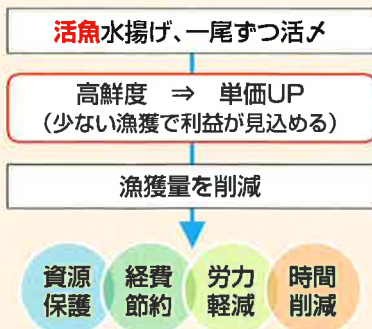 活魚水揚げ、一尾ずつ活〆
高鮮度 ⇒ 単価UP
（少ない漁獲で利益が見込める）
漁獲量を削減
資源
保護
経費
節約
労力
軽減
時間
削減